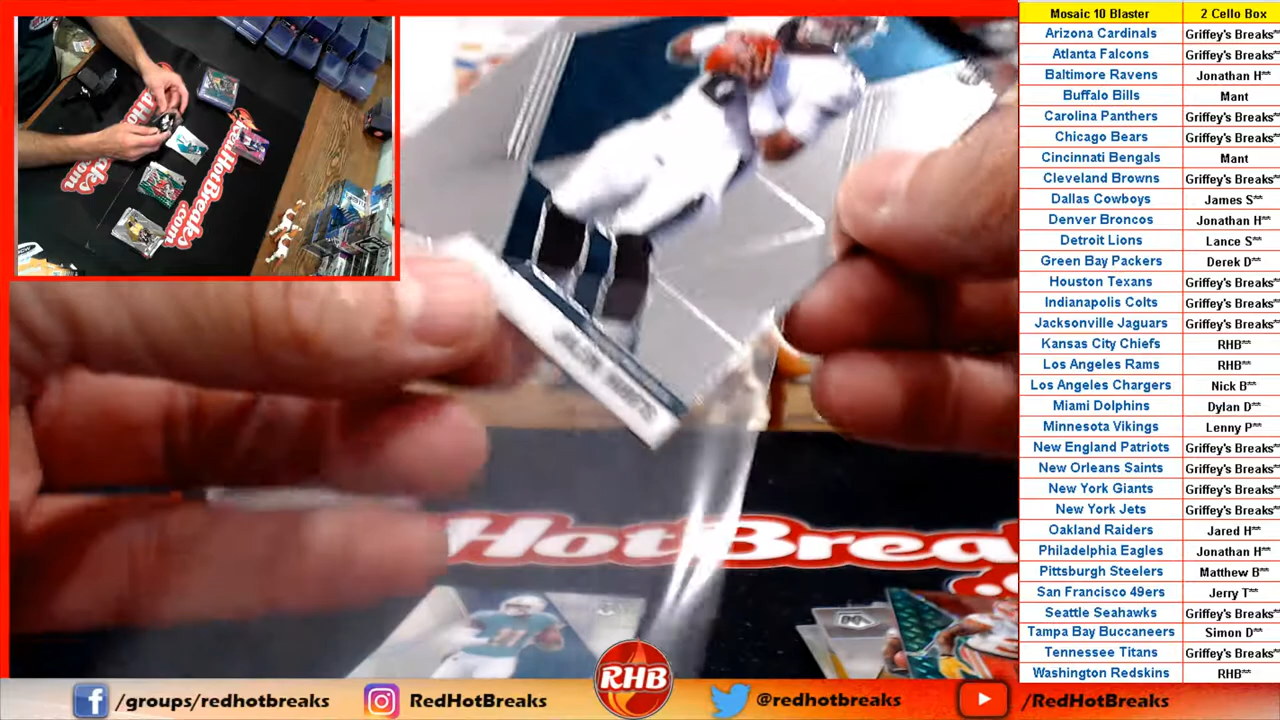 Mosaic 10 Blaster 2 Cello Box
Arizona Cardinals Griffey's Breaks**
Atlanta Falcons Griffey's Breaks**
Baltimore Ravens Jonathan H**
Buffalo Bills Mant
Carolina Panthers Griffey's Breaks**
Chicago Bears Griffey's Breaks**
Cincinnati Bengals Mant
Cleveland Browns Griffey's Breaks**
Dallas Cowboys James S**
Denver Broncos Jonathan H**
Detroit Lions Lance S**
Green Bay Packers Derek D**
Houston Texans Griffey's Breaks**
Indianapolis Colts Griffey's Breaks**
Jacksonville Jaguars Griffey's Breaks**
Kansas City Chiefs RHB**
Los Angeles Rams RHB**
Los Angeles Chargers Nick B**
Miami Dolphins Dylan D**
Minnesota Vikings Lenny P**
New England Patriots Griffey's Breaks**
New Orleans Saints Griffey's Breaks**
New York Giants Griffey's Breaks**
New York Jets Griffey's Breaks**
Oakland Raiders Jared H**
Philadelphia Eagles Jonathan H**
Pittsburgh Steelers Matthew B**
San Francisco 49ers Jerry T**
Seattle Seahawks Griffey's Breaks**
Tampa Bay Buccaneers Simon D**
Tennessee Titans Griffey's Breaks**
Washington Redskins RHB**
HotBrea
HotBreaks
.com
/groups/redhotbreaks RedHotBreaks RHB @redhotbreaks /RedHotBreaks